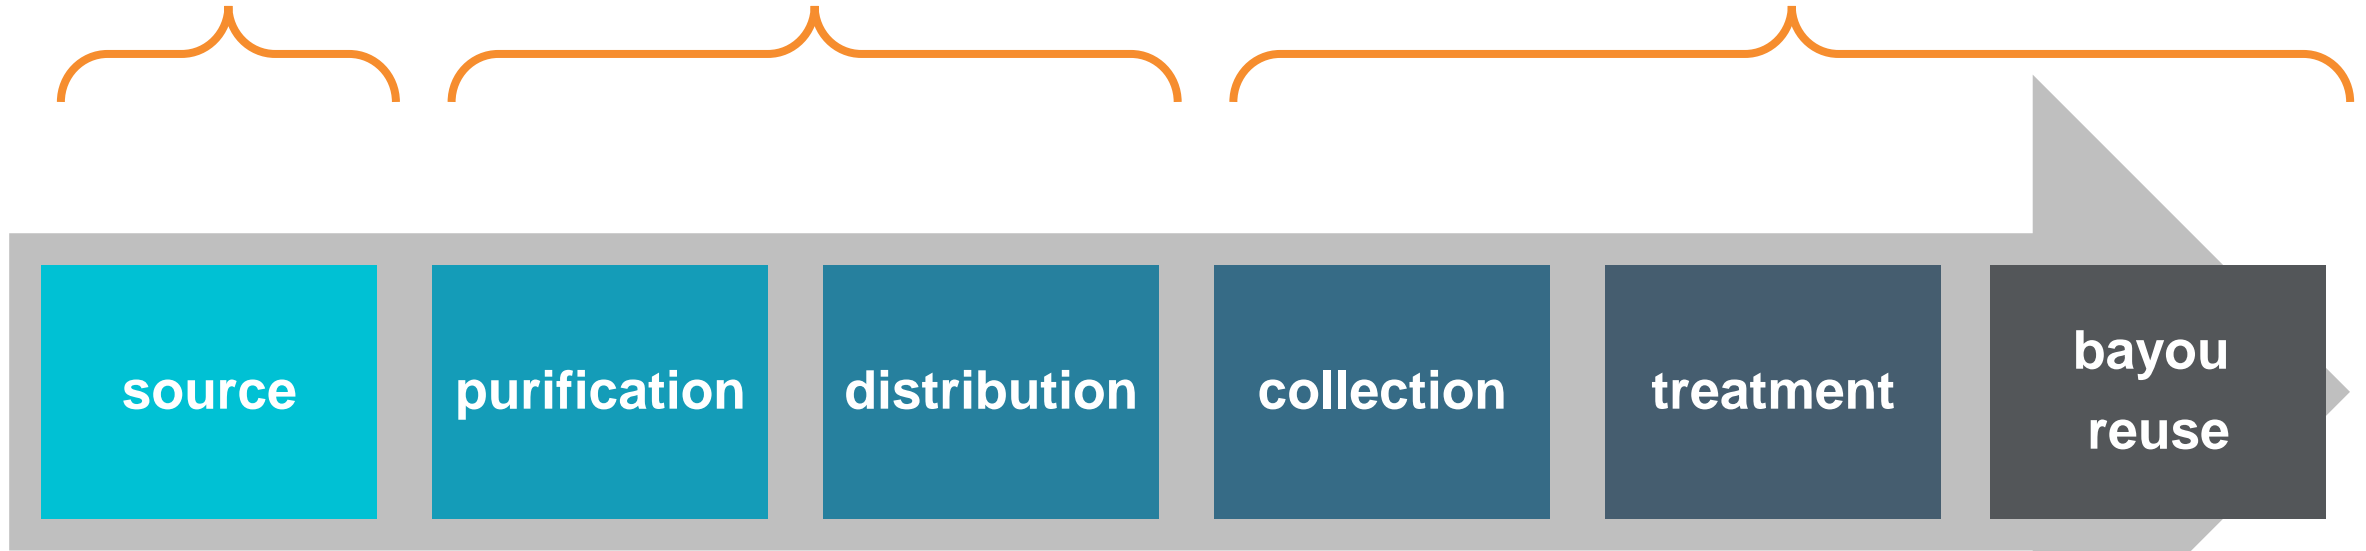 source
purification
distribution
collection
treatment
bayou
reuse